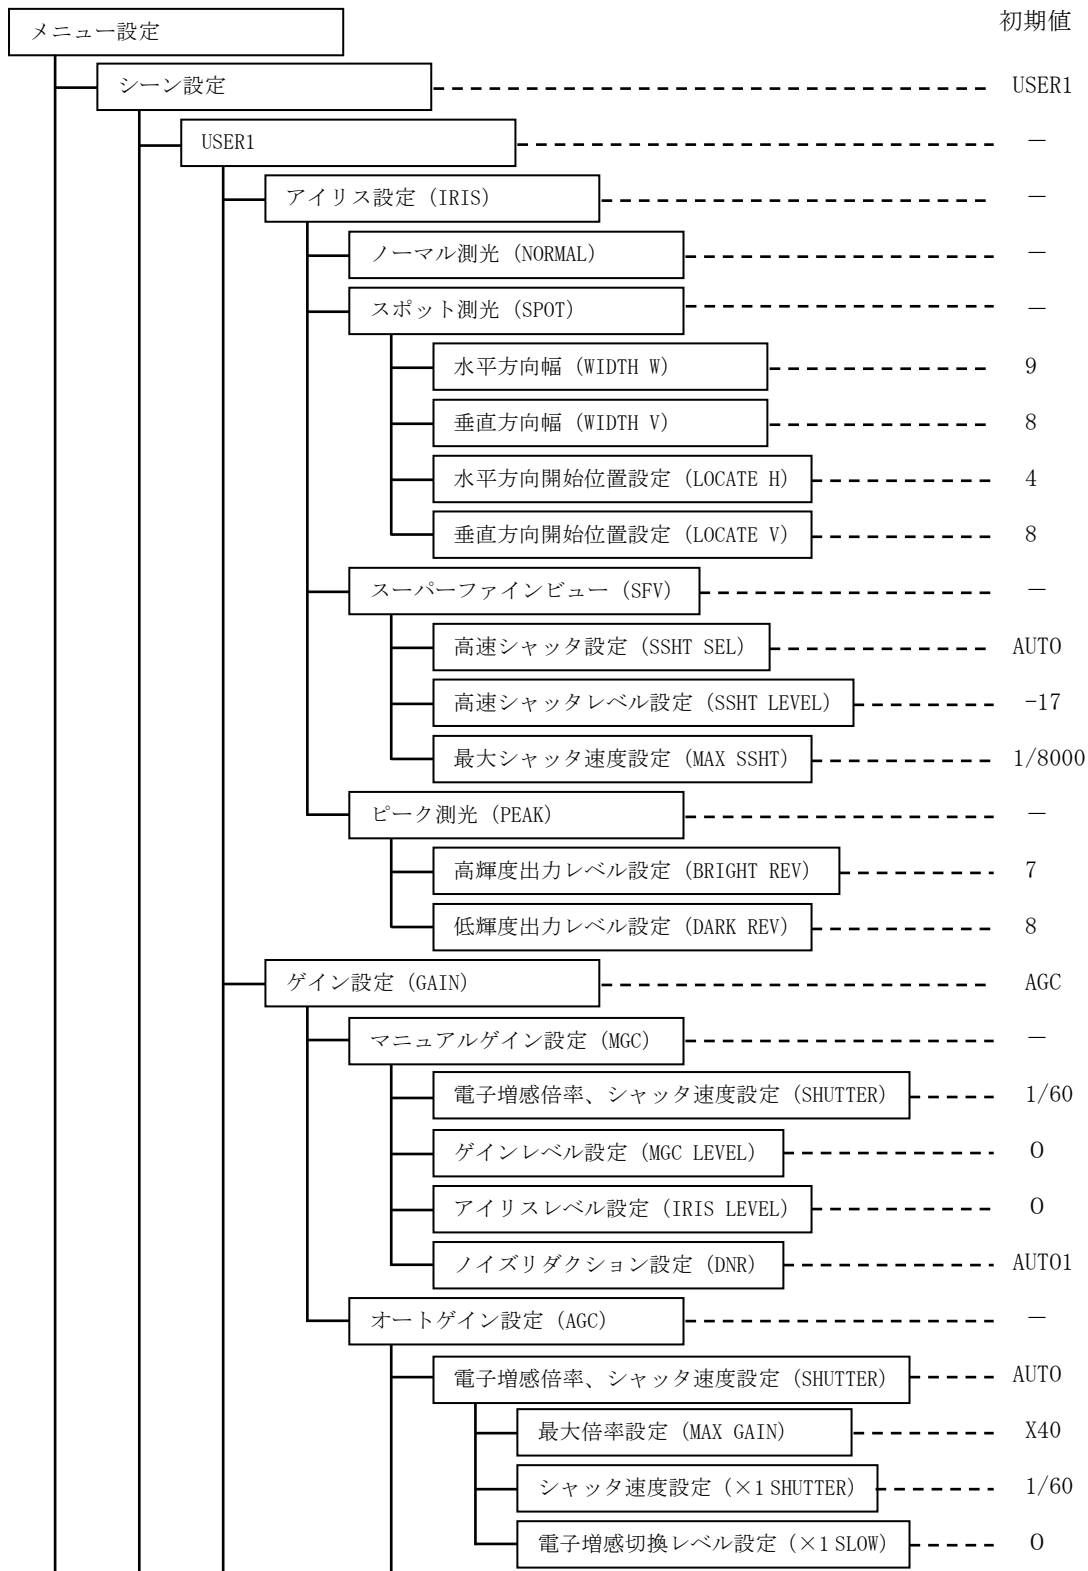 初期値
メニュー設定
シーン設定 USER1
USER1 －
アイリス設定（IRIS） －
ノーマル測光（NORMAL） －
スポット測光（SPOT） －
水平方向幅（WIDTH W） 9
垂直方向幅（WIDTH V） 8
水平方向開始位置設定（LOCATE H） 4
垂直方向開始位置設定（LOCATE V） 8
スーパーファインビュー（SFV） －
高速シャッタ設定（SSHT SEL） AUTO
高速シャッタレベル設定（SSHT LEVEL） -17
最大シャッタ速度設定（MAX SSHT） 1/8000
ピーク測光（PEAK） －
高輝度出力レベル設定（BRIGHT REV） 7
低輝度出力レベル設定（DARK REV） 8
ゲイン設定（GAIN） AGC
マニュアルゲイン設定（MGC） －
電子増感倍率、シャッタ速度設定（SHUTTER） 1/60
ゲインレベル設定（MGC LEVEL） 0
アイリスレベル設定（IRIS LEVEL） 0
ノイズリダクション設定（DNR） AUTO1
オートゲイン設定（AGC） －
電子増感倍率、シャッタ速度設定（SHUTTER） AUTO
最大倍率設定（MAX GAIN） X40
シャッタ速度設定（×1 SHUTTER） 1/60
電子増感切換レベル設定（×1 SLOW） 0